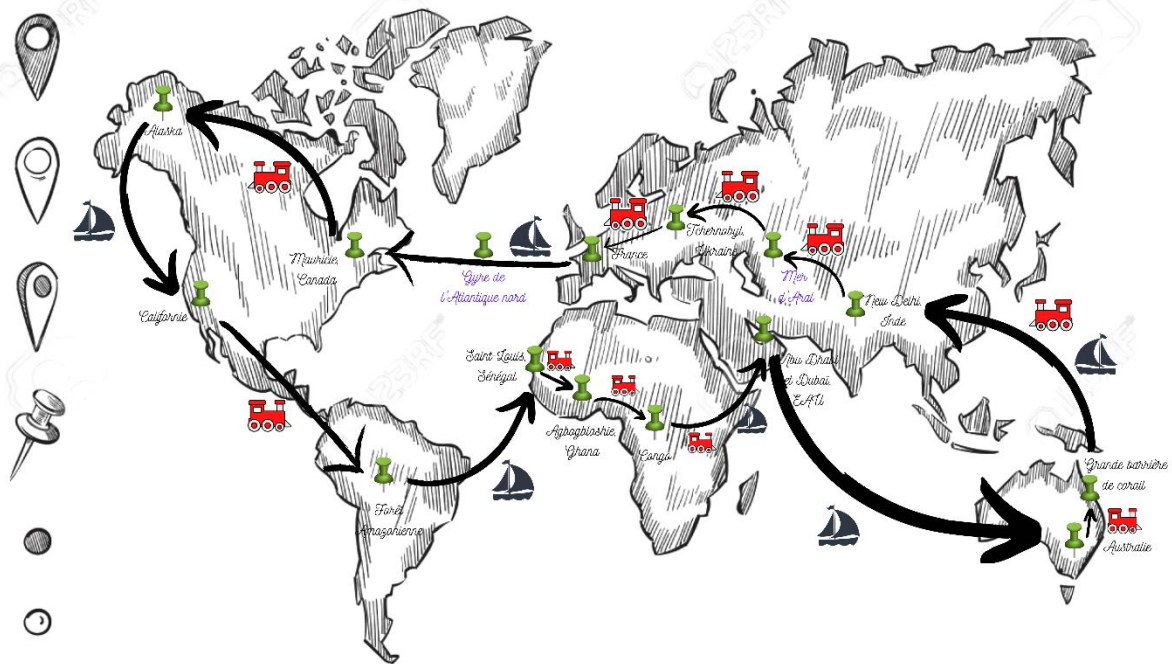 Alaska
Mauricie,
Canada
Gyre de
l'Atlantique nord
France
Tchernobyl,
Ukraine
Mer
d'Aral
New Delhi,
Inde
Californie
Saint Louis,
Sénégal
Agbogbloshie,
Ghana
Congo
Abu Dhabi
et Dubaï,
EAU
Forêt
Amazonienne
Grande barrière
de corail
Australie
123RF